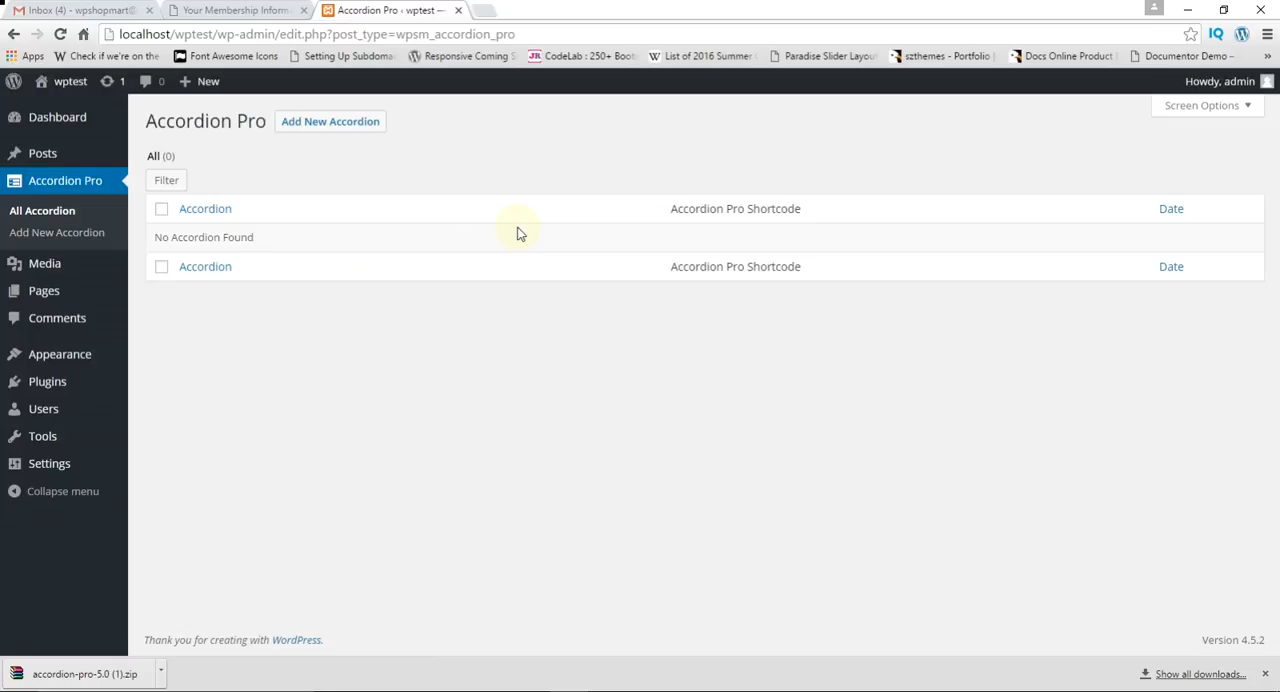 Inbox (4) - wpshopmart@
Your Membership Inform
Accordion Pro ‹ wptest —
localhost/wptest/wp-admin/edit.php?post_type=wpsm_accordion_pro
Apps
Check if we're on the
Font Awesome Icons
Setting Up Subdoma
Responsive Coming S
CodeLab : 250+ Boot
List of 2016 Summer
Paradise Slider Layou
szthemes - Portfolio |
Docs Online Product
Documentor Demo –
»
wptest
1
0
New
Howdy, admin
Dashboard
Posts
Accordion Pro
All Accordion
Add New Accordion
Media
Pages
Comments
Appearance
Plugins
Users
Tools
Settings
Collapse menu
Screen Options
Accordion Pro
Add New Accordion
All (0)
Filter
Accordion Accordion Pro Shortcode Date
No Accordion Found
Accordion Accordion Pro Shortcode Date
Thank you for creating with WordPress.
Version 4.5.2
accordion-pro-5.0 (1).zip
Show all downloads...